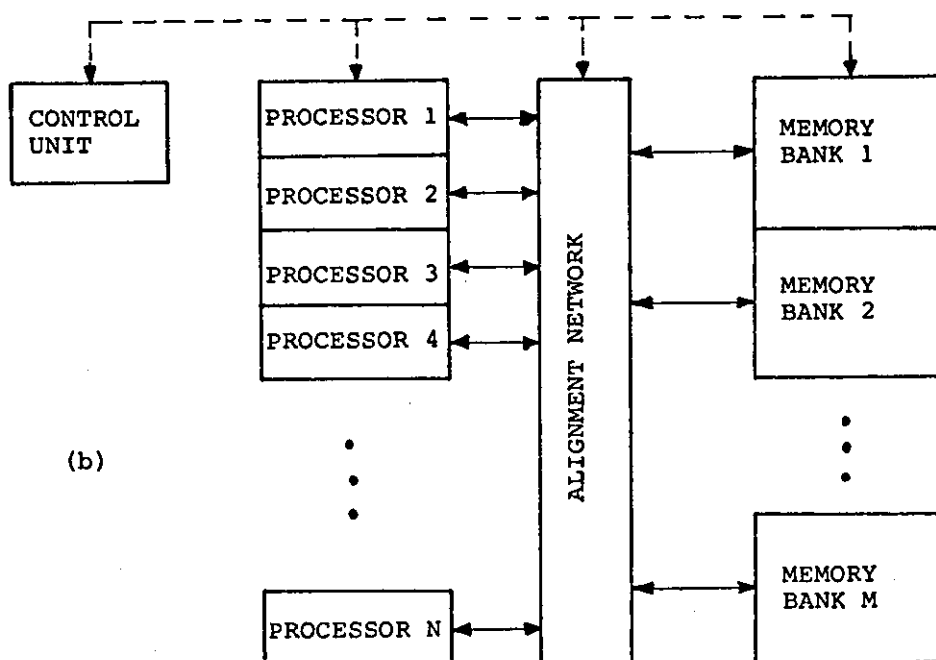 CONTROL
UNIT
PROCESSOR 1
PROCESSOR 2
PROCESSOR 3
PROCESSOR 4
PROCESSOR N
ALIGNMENT NETWORK
MEMORY
BANK 1
MEMORY
BANK 2
MEMORY
BANK M
(b)